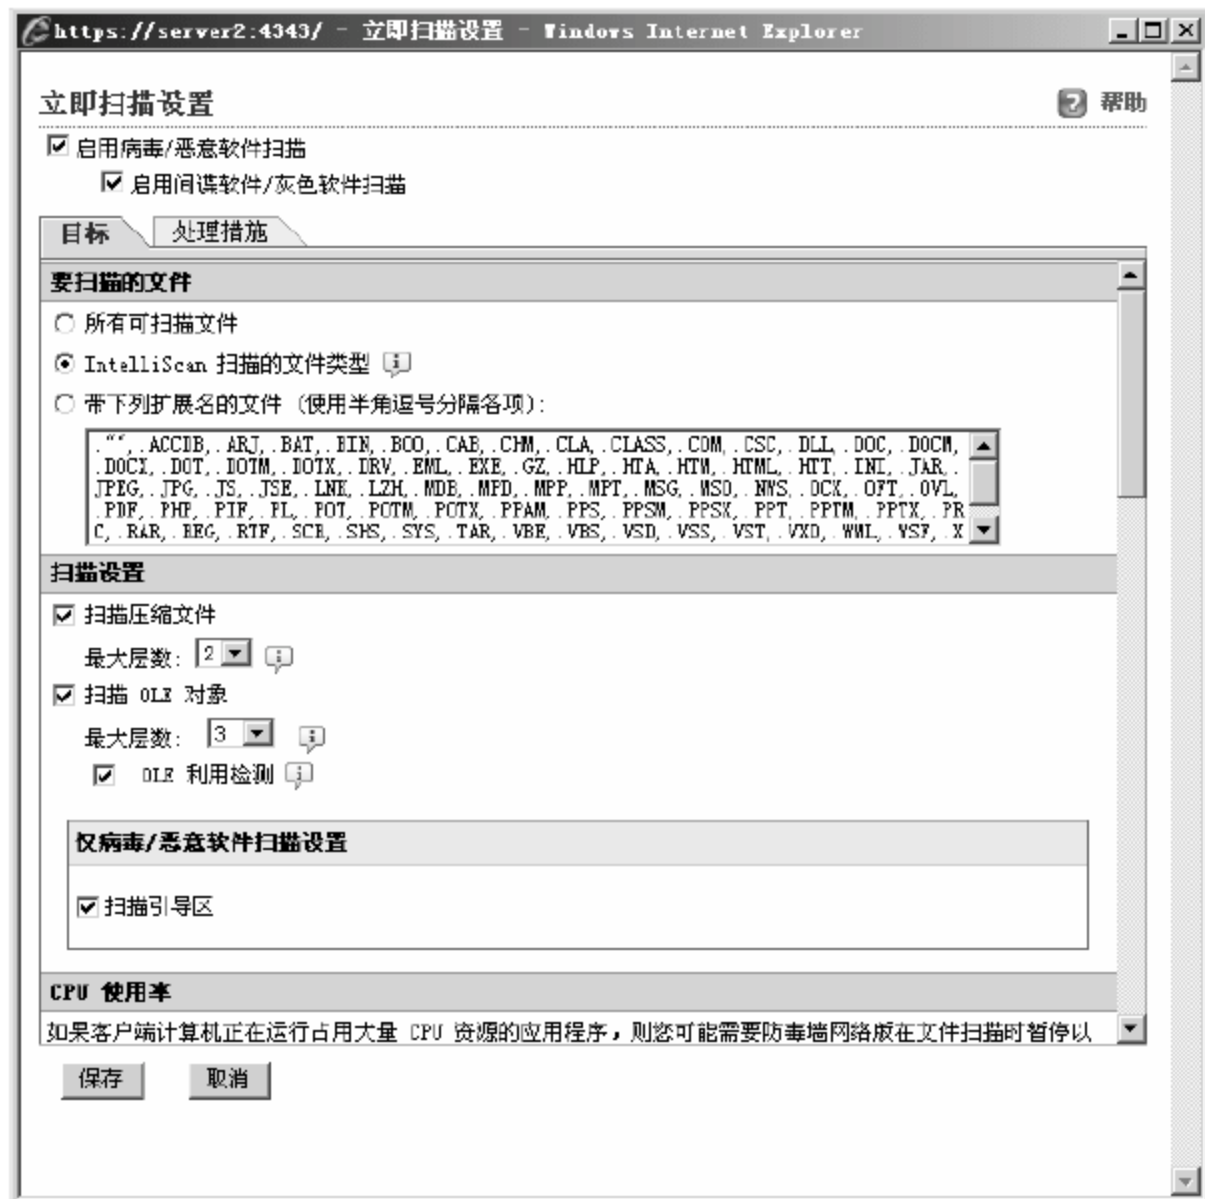 https://server2:4343/ - 立即扫描设置 - Windows Internet Explorer
立即扫描设置
帮助
启用病毒/恶意软件扫描
启用间谍软件/灰色软件扫描
目标
处理措施
要扫描的文件
所有可扫描文件
IntelliScan 扫描的文件类型
带下列扩展名的文件 (使用半角逗号分隔各项):
.ACCDB, .ARJ, .BAT, .BIN, .BOO, .CAB, .CHM, .CLA, .CLASS, .COM, .CSC, .DLL, .DOC, .DOCM,
.DOCX, .DOT, .DOTM, .DOTX, .DRV, .EML, .EXE, .GZ, .HLP, .HTA, .HTM, .HTML, .HTT, .INI, .JAR, .
JPEG, .JPG, .JS, .JSE, .LNK, .LZH, .MDB, .MPD, .MPP, .MPT, .MSG, .MSO, .NWS, .OCX, .OFT, .OVL,
.PDF, .PHP, .PIF, .PL, .POT, .POTM, .POTX, .PPAM, .PPS, .PPSM, .PPSX, .PPT, .PPTM, .PPTX, .PR
C, .RAR, .REG, .RTF, .SCR, .SHS, .SYS, .TAR, .VBE, .VBS, .VSD, .VSS, .VST, .VXD, .WML, .WSF, .X
扫描设置
扫描压缩文件
最大层数: 2
扫描 OLE 对象
最大层数: 3
OLE 利用检测
仅病毒/恶意软件扫描设置
扫描引导区
CPU 使用率
如果客户端计算机正在运行占用大量 CPU 资源的应用程序，则您可能需要防毒墙网络版在文件扫描时暂停以
保存
取消